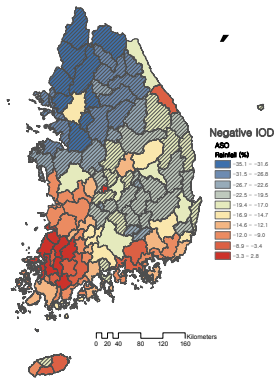 Negative IOD
ASO
Rainfall (%)
-35.1 - -31.6
-31.5 - -26.8
-26.7 - -22.6
-22.5 - -19.5
-19.4 - -17.0
-16.9 - -14.7
-14.6 - -12.1
-12.0 - -9.0
-8.9 - -3.4
-3.3 - 2.8
Kilometers
0 20 40 80 120 160